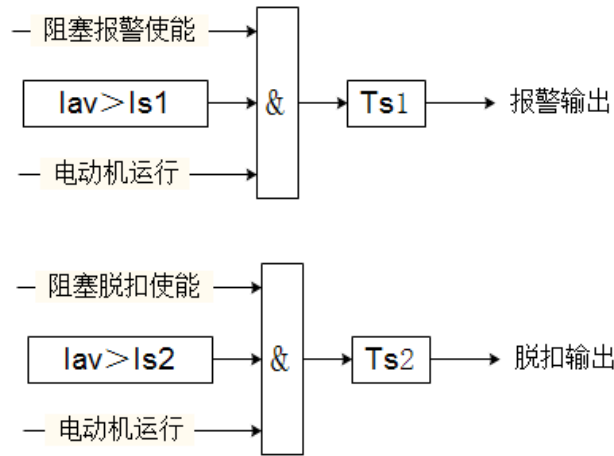 阻塞报警使能
Iav＞Is1
&
Ts1
报警输出
电动机运行
阻塞脱扣使能
Iav＞Is2
&
Ts2
脱扣输出
电动机运行